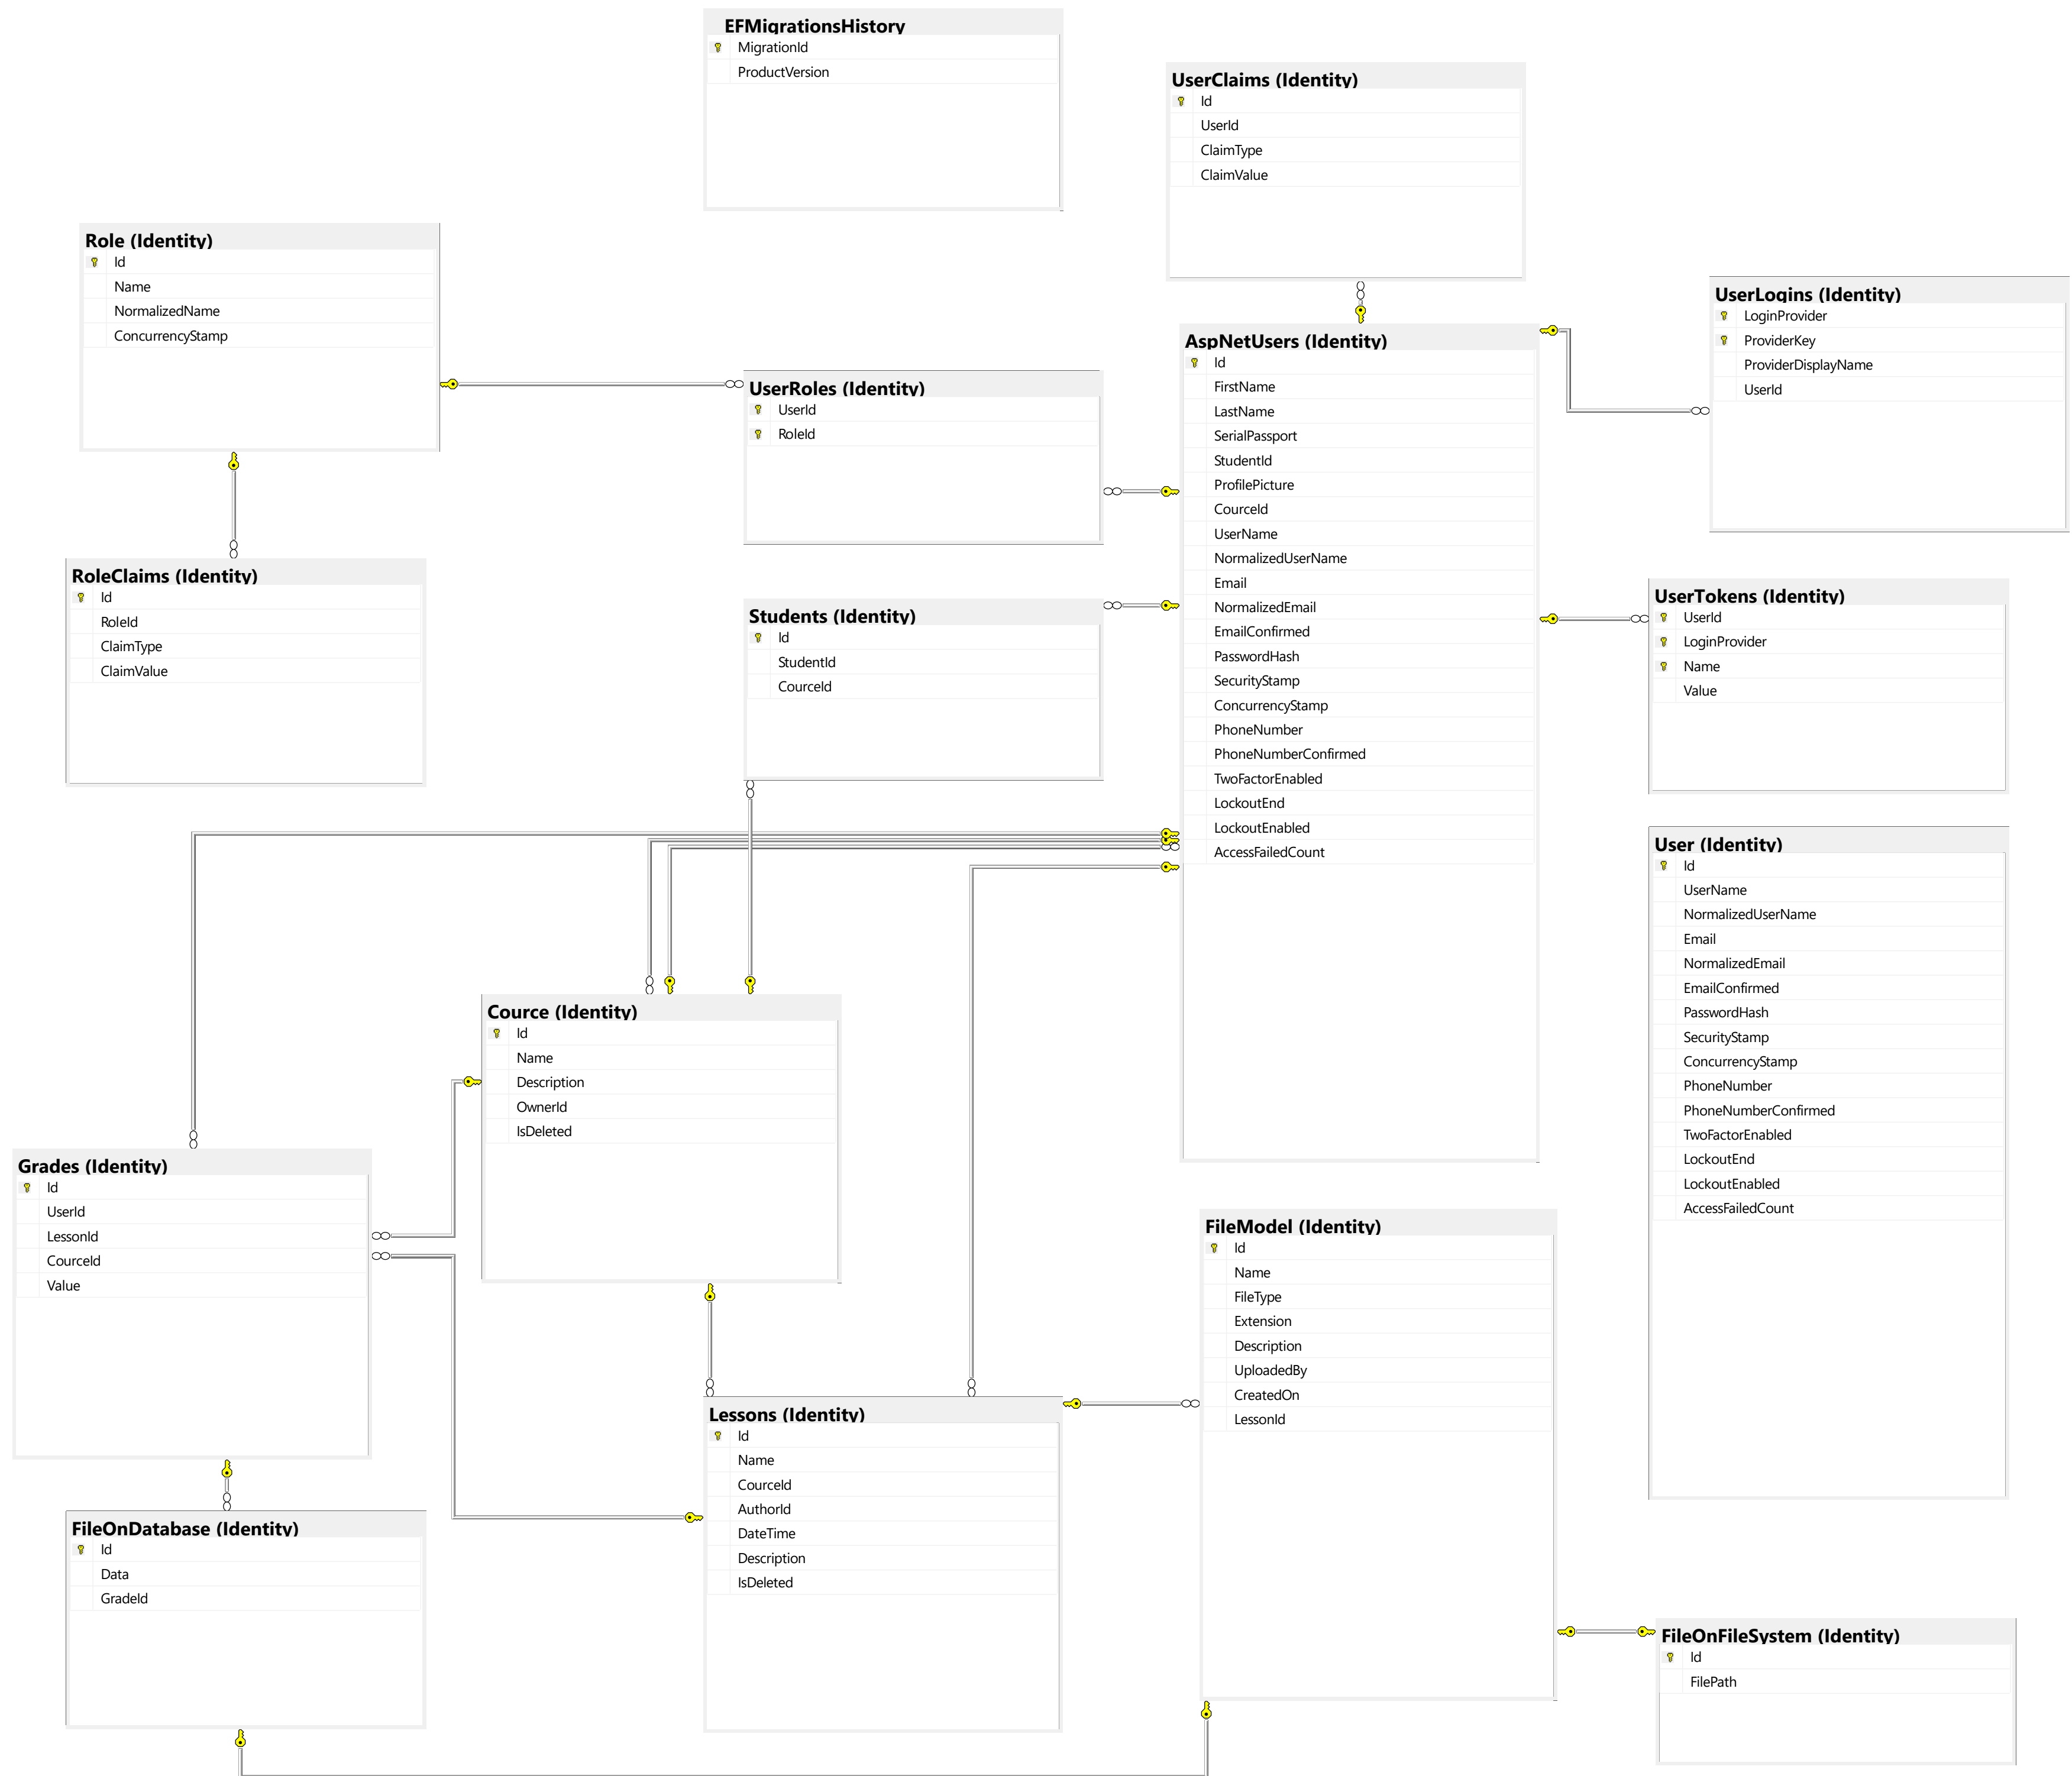 EFMigrationsHistory
MigrationId
ProductVersion
UserClaims (Identity)
Id
UserId
ClaimType
ClaimValue
Role (Identity)
Id
Name
NormalizedName
ConcurrencyStamp
UserLogins (Identity)
LoginProvider
ProviderKey
ProviderDisplayName
UserId
AspNetUsers (Identity)
Id
FirstName
LastName
SerialPassport
StudentId
ProfilePicture
CourceId
UserName
NormalizedUserName
Email
NormalizedEmail
EmailConfirmed
PasswordHash
SecurityStamp
ConcurrencyStamp
PhoneNumber
PhoneNumberConfirmed
TwoFactorEnabled
LockoutEnd
LockoutEnabled
AccessFailedCount
UserRoles (Identity)
UserId
RoleId
RoleClaims (Identity)
Id
RoleId
ClaimType
ClaimValue
Students (Identity)
Id
StudentId
CourceId
UserTokens (Identity)
UserId
LoginProvider
Name
Value
User (Identity)
Id
UserName
NormalizedUserName
Email
NormalizedEmail
EmailConfirmed
PasswordHash
SecurityStamp
ConcurrencyStamp
PhoneNumber
PhoneNumberConfirmed
TwoFactorEnabled
LockoutEnd
LockoutEnabled
AccessFailedCount
Cource (Identity)
Id
Name
Description
OwnerId
IsDeleted
Grades (Identity)
Id
UserId
LessonId
CourceId
Value
FileModel (Identity)
Id
Name
FileType
Extension
Description
UploadedBy
CreatedOn
LessonId
Lessons (Identity)
Id
Name
CourceId
AuthorId
DateTime
Description
IsDeleted
FileOnDatabase (Identity)
Id
Data
GradeId
FileOnFileSystem (Identity)
Id
FilePath